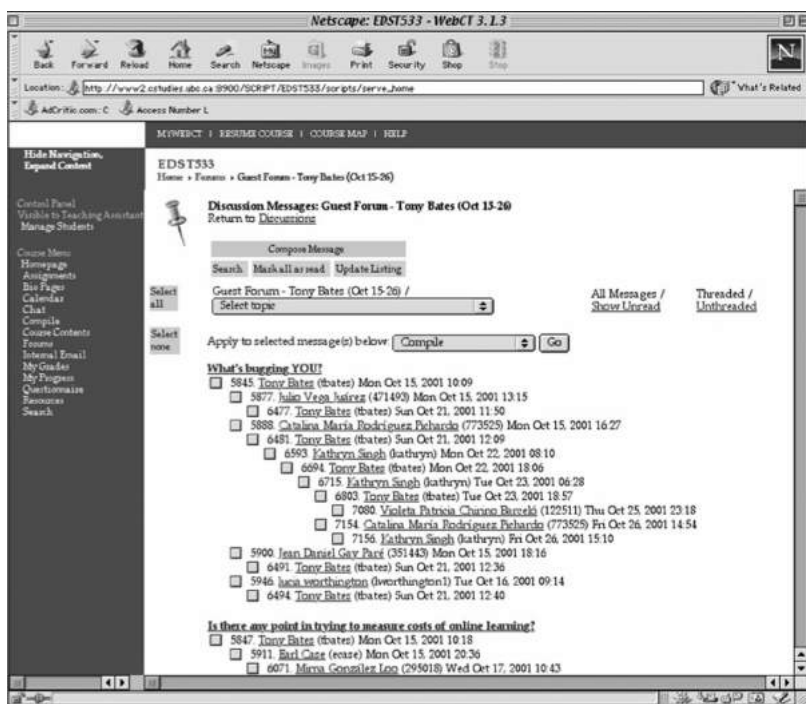 Netscape: EDST533 - WebCT 3.1.3
Back Forward Reload Home Search Netscape Images Print Security Shop Stop
N
Location: http://www2.cstudies.ubc.ca:8900/SCRIPT/EDST533/scripts/serve_home
What's Related
AdCritic.com: C Access Number L
MYWEBCT | RESUME COURSE | COURSE MAP | HELP
Hide Navigation,
Expand Content
Control Panel
Visible to Teaching Assistant
Manage Students
Course Menu
Homepage
Assignments
Bio Pages
Calendar
Chat
Compile
Course Contents
Forums
Internal Email
My Grades
My Progress
Questionnaire
Resources
Search
EDST533
Home › Forums › Guest Forum - Tony Bates (Oct 15-26)
Discussion Messages: Guest Forum - Tony Bates (Oct 15-26)
Return to Discussions
Compose Message
Search Mark all as read Update Listing
Select
all
Guest Forum - Tony Bates (Oct 15-26) /
Select topic
All Messages /
Show Unread
Threaded /
Unthreaded
Select
none
Apply to selected message(s) below: Compile Go
What's bugging YOU?
5845. Tony Bates (tbates) Mon Oct 15, 2001 10:09
5877. Julio Vega Juárez (471493) Mon Oct 15, 2001 13:15
6477. Tony Bates (tbates) Sun Oct 21, 2001 11:50
5888. Catalina María Rodríguez Pichardo (773525) Mon Oct 15, 2001 16:27
6481. Tony Bates (tbates) Sun Oct 21, 2001 12:09
6593. Kathryn Singh (kathryn) Mon Oct 22, 2001 08:10
6694. Tony Bates (tbates) Mon Oct 22, 2001 18:06
6715. Kathryn Singh (kathryn) Tue Oct 23, 2001 06:28
6803. Tony Bates (tbates) Tue Oct 23, 2001 18:57
7080. Violeta Patricia Chirino Barceló (122511) Thu Oct 25, 2001 23:18
7154. Catalina María Rodríguez Pichardo (773525) Fri Oct 26, 2001 14:54
7156. Kathryn Singh (kathryn) Fri Oct 26, 2001 15:10
5900. Jean Daniel Gay Paré (351443) Mon Oct 15, 2001 18:16
6491. Tony Bates (tbates) Sun Oct 21, 2001 12:36
5946. lucia worthington (lworthington1) Tue Oct 16, 2001 09:14
6494. Tony Bates (tbates) Sun Oct 21, 2001 12:40
Is there any point in trying to measure costs of online learning?
5847. Tony Bates (tbates) Mon Oct 15, 2001 10:18
5911. Earl Case (ecase) Mon Oct 15, 2001 20:36
6071. Mirna González Loo (295018) Wed Oct 17, 2001 10:43